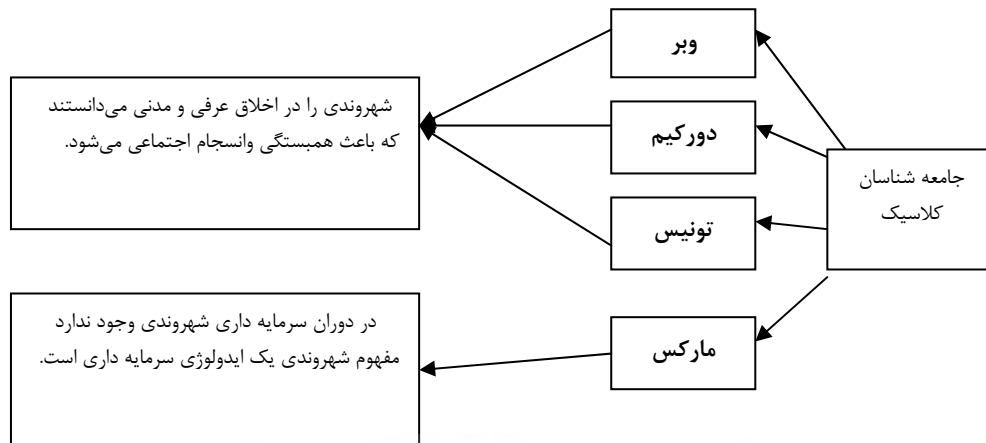 جامعه شناسان
کلاسیک
وبر
دورکیم
تونیس
مارکس
شهروندی را در اخلاق عرفی و مدنی می‌دانستند
که باعث همبستگی وانسجام اجتماعی می‌شود.
در دوران سرمایه داری شهروندی وجود ندارد
مفهوم شهروندی یک ایدولوژی سرمایه داری است.